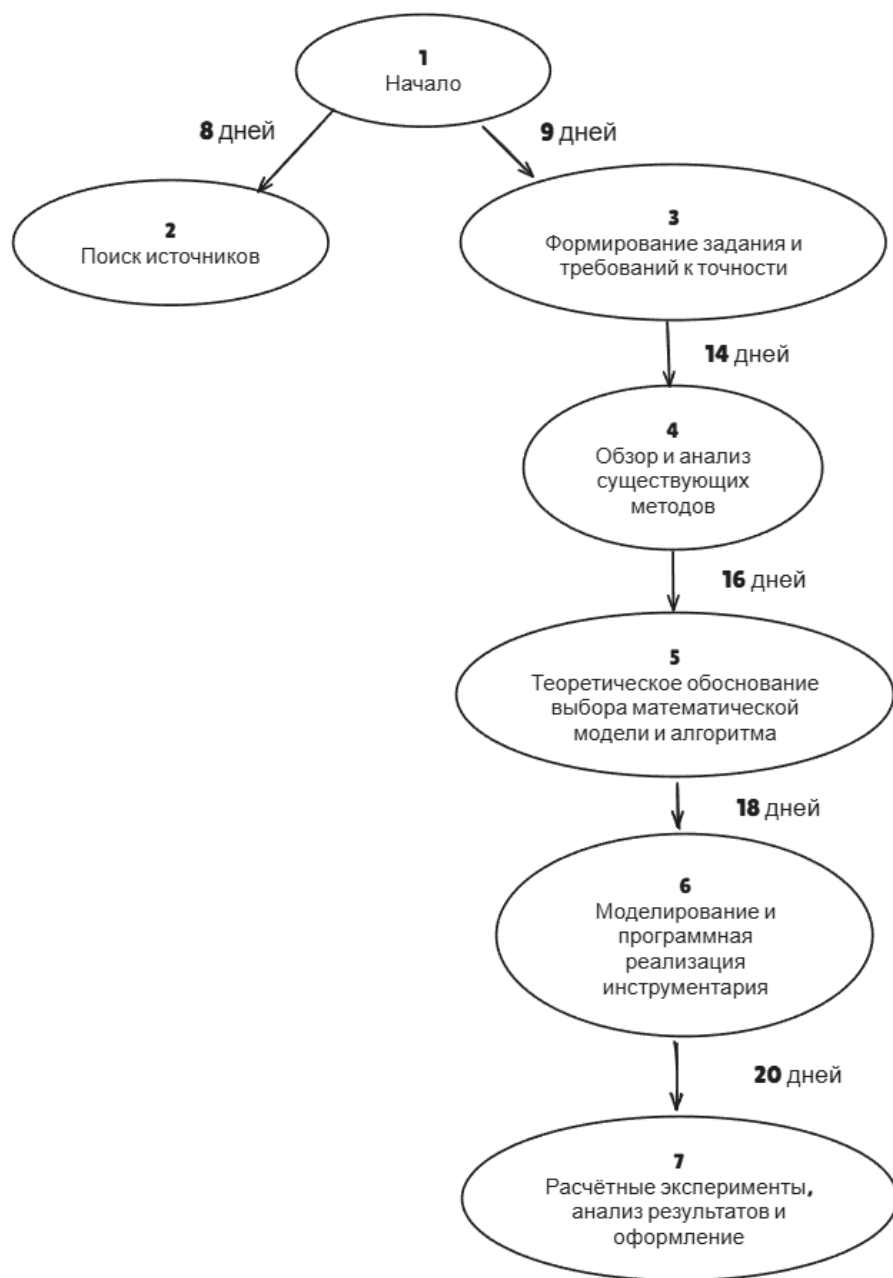 1
Начало
8 дней
9 дней
2
Поиск источников
3
Формирование задания и
требований к точности
14 дней
4
Обзор и анализ
существующих
методов
16 дней
5
Теоретическое обоснование
выбора математической
модели и алгоритма
18 дней
6
Моделирование и
программная
реализация
инструментария
20 дней
7
Расчётные эксперименты,
анализ результатов и
оформление